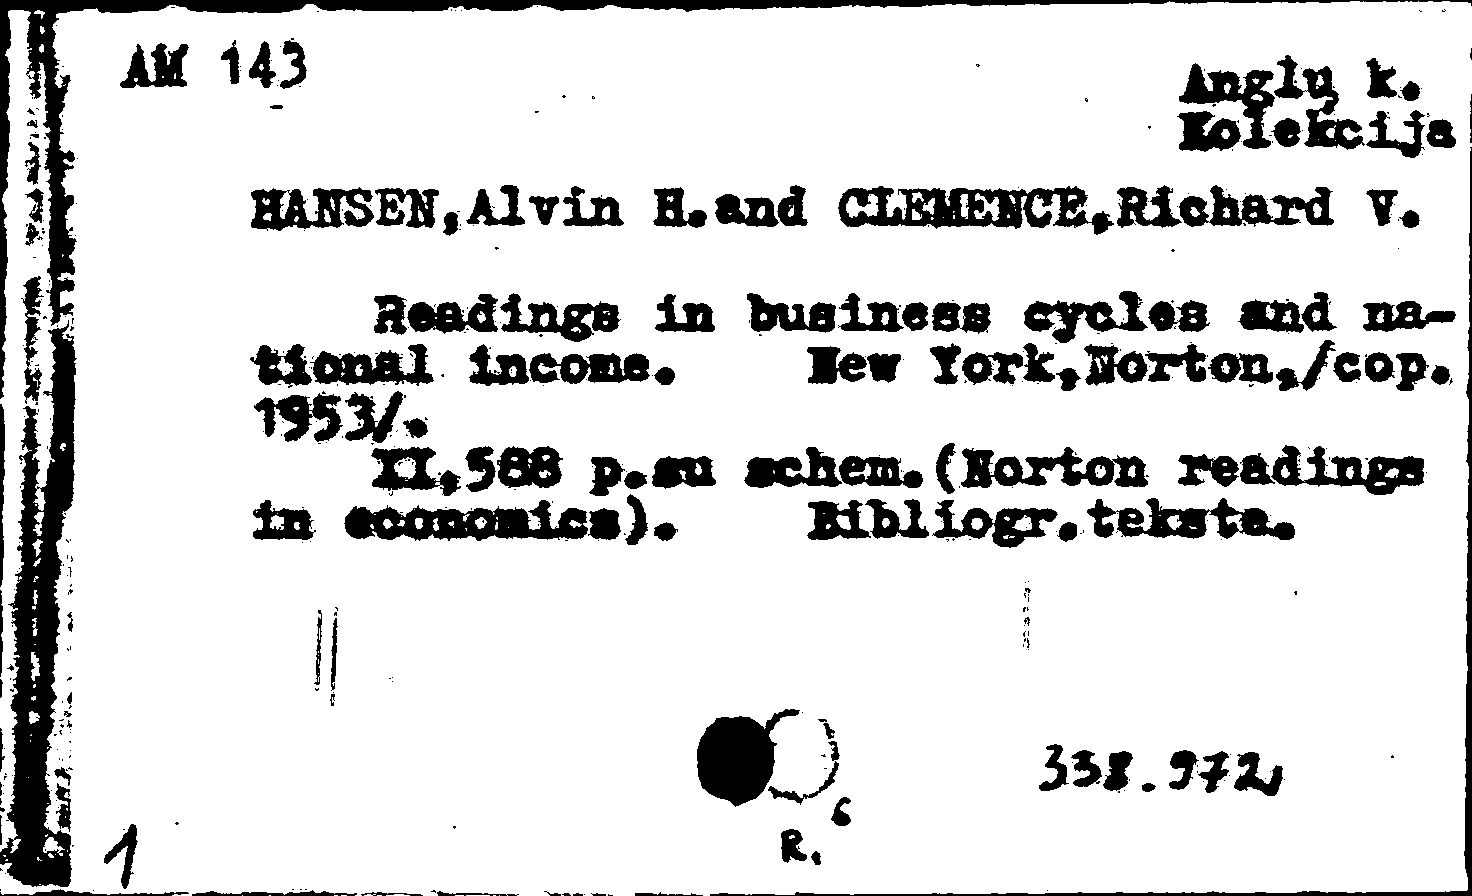 AM 143
Anglų k.
Kolekcija
HANSEN,Alvin H.and CLEMENCE,Richard V.
Readings in business cycles and na-
tional income. New York,Norton,/cop.
1953/.
II,588 p.su schem.(Norton readings
in economics). Bibliogr.tekste.
338.972
6
R.
1